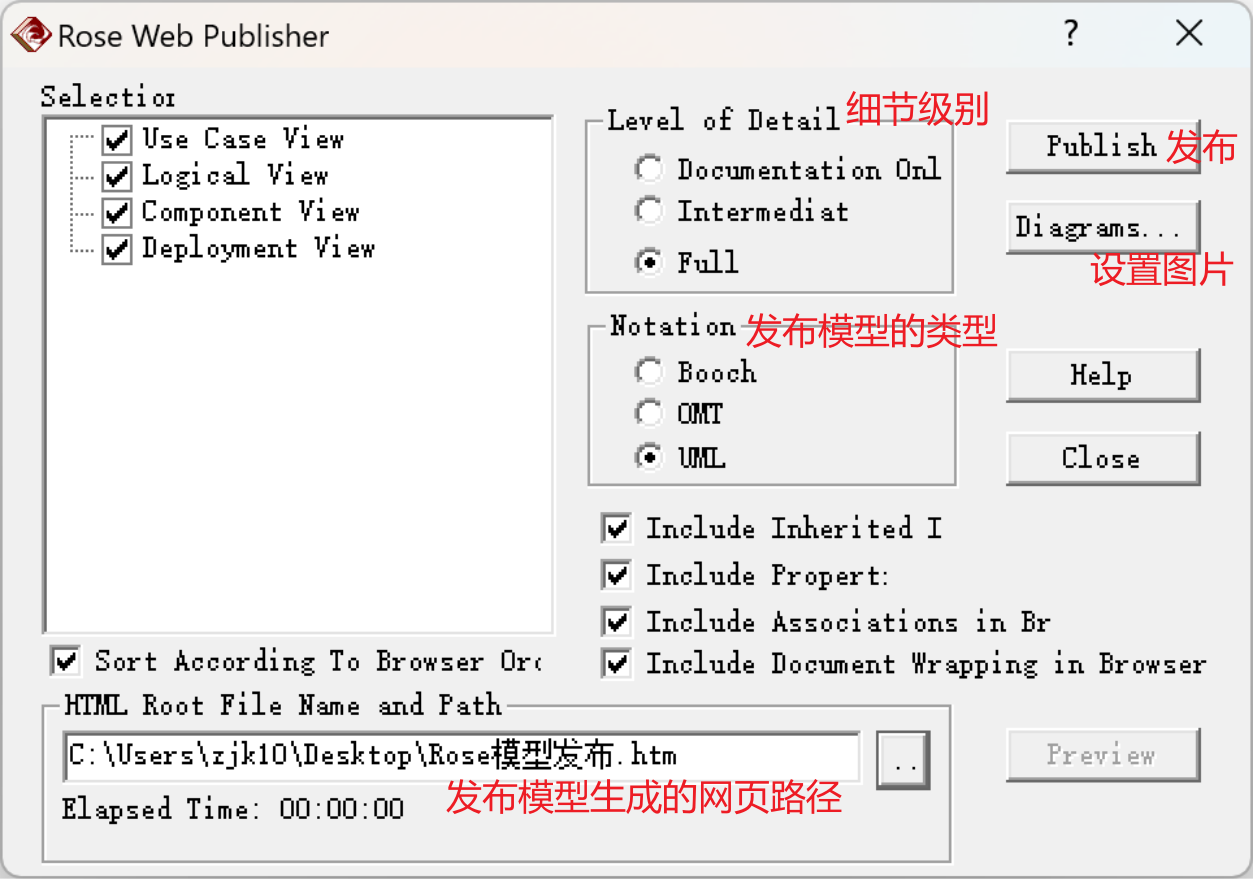 Rose Web Publisher
Selection
Use Case View
Logical View
Component View
Deployment View
Sort According To Browser Orc
Level of Detail 细节级别
Documentation Onl
Intermediat
Full
Notation 发布模型的类型
Booch
OMT
UML
Include Inherited I
Include Propert:
Include Associations in Br
Include Document Wrapping in Browser
Publish 发布
Diagrams...
设置图片
Help
Close
HTML Root File Name and Path
C:\Users\zjk10\Desktop\Rose模型发布.htm
..
发布模型生成的网页路径
Elapsed Time: 00:00:00
Preview